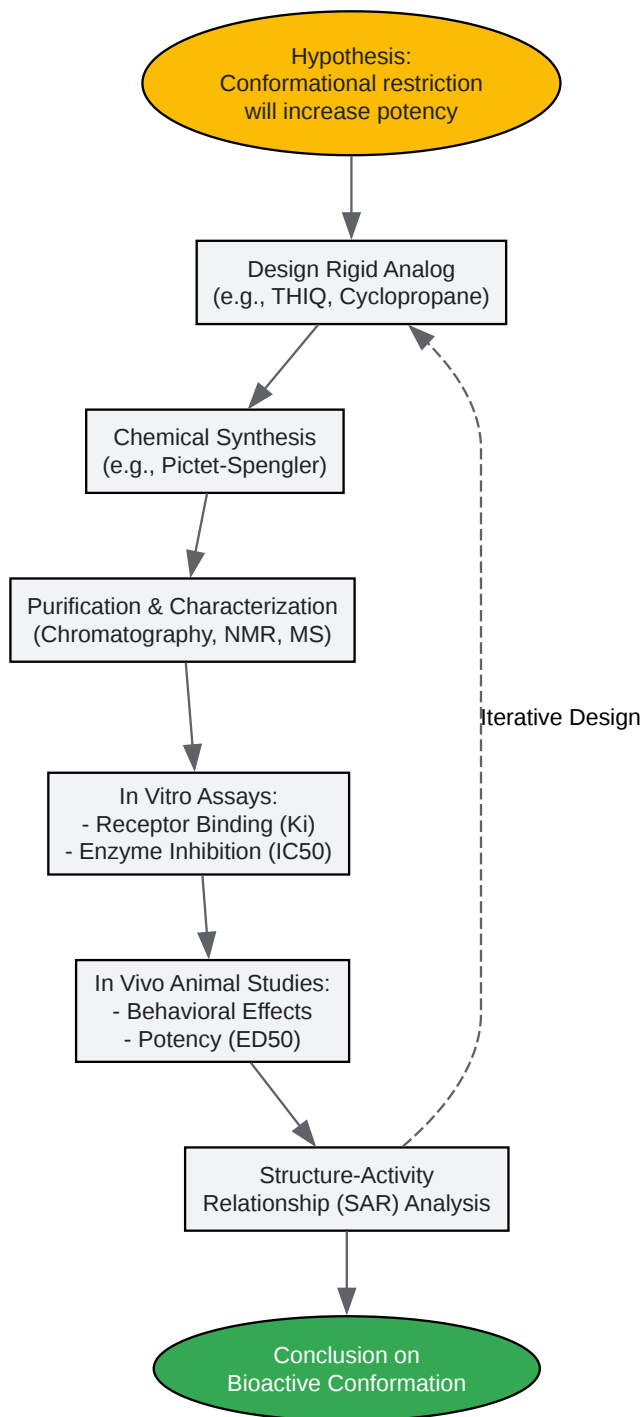 Hypothesis:
Conformational restriction
will increase potency
Design Rigid Analog
(e.g., THIQ, Cyclopropane)
Chemical Synthesis
(e.g., Pictet-Spengler)
Purification & Characterization
(Chromatography, NMR, MS)
Iterative Design
In Vitro Assays:
- Receptor Binding (Ki)
- Enzyme Inhibition (IC50)
In Vivo Animal Studies:
- Behavioral Effects
- Potency (ED50)
Structure-Activity
Relationship (SAR) Analysis
Conclusion on
Bioactive Conformation